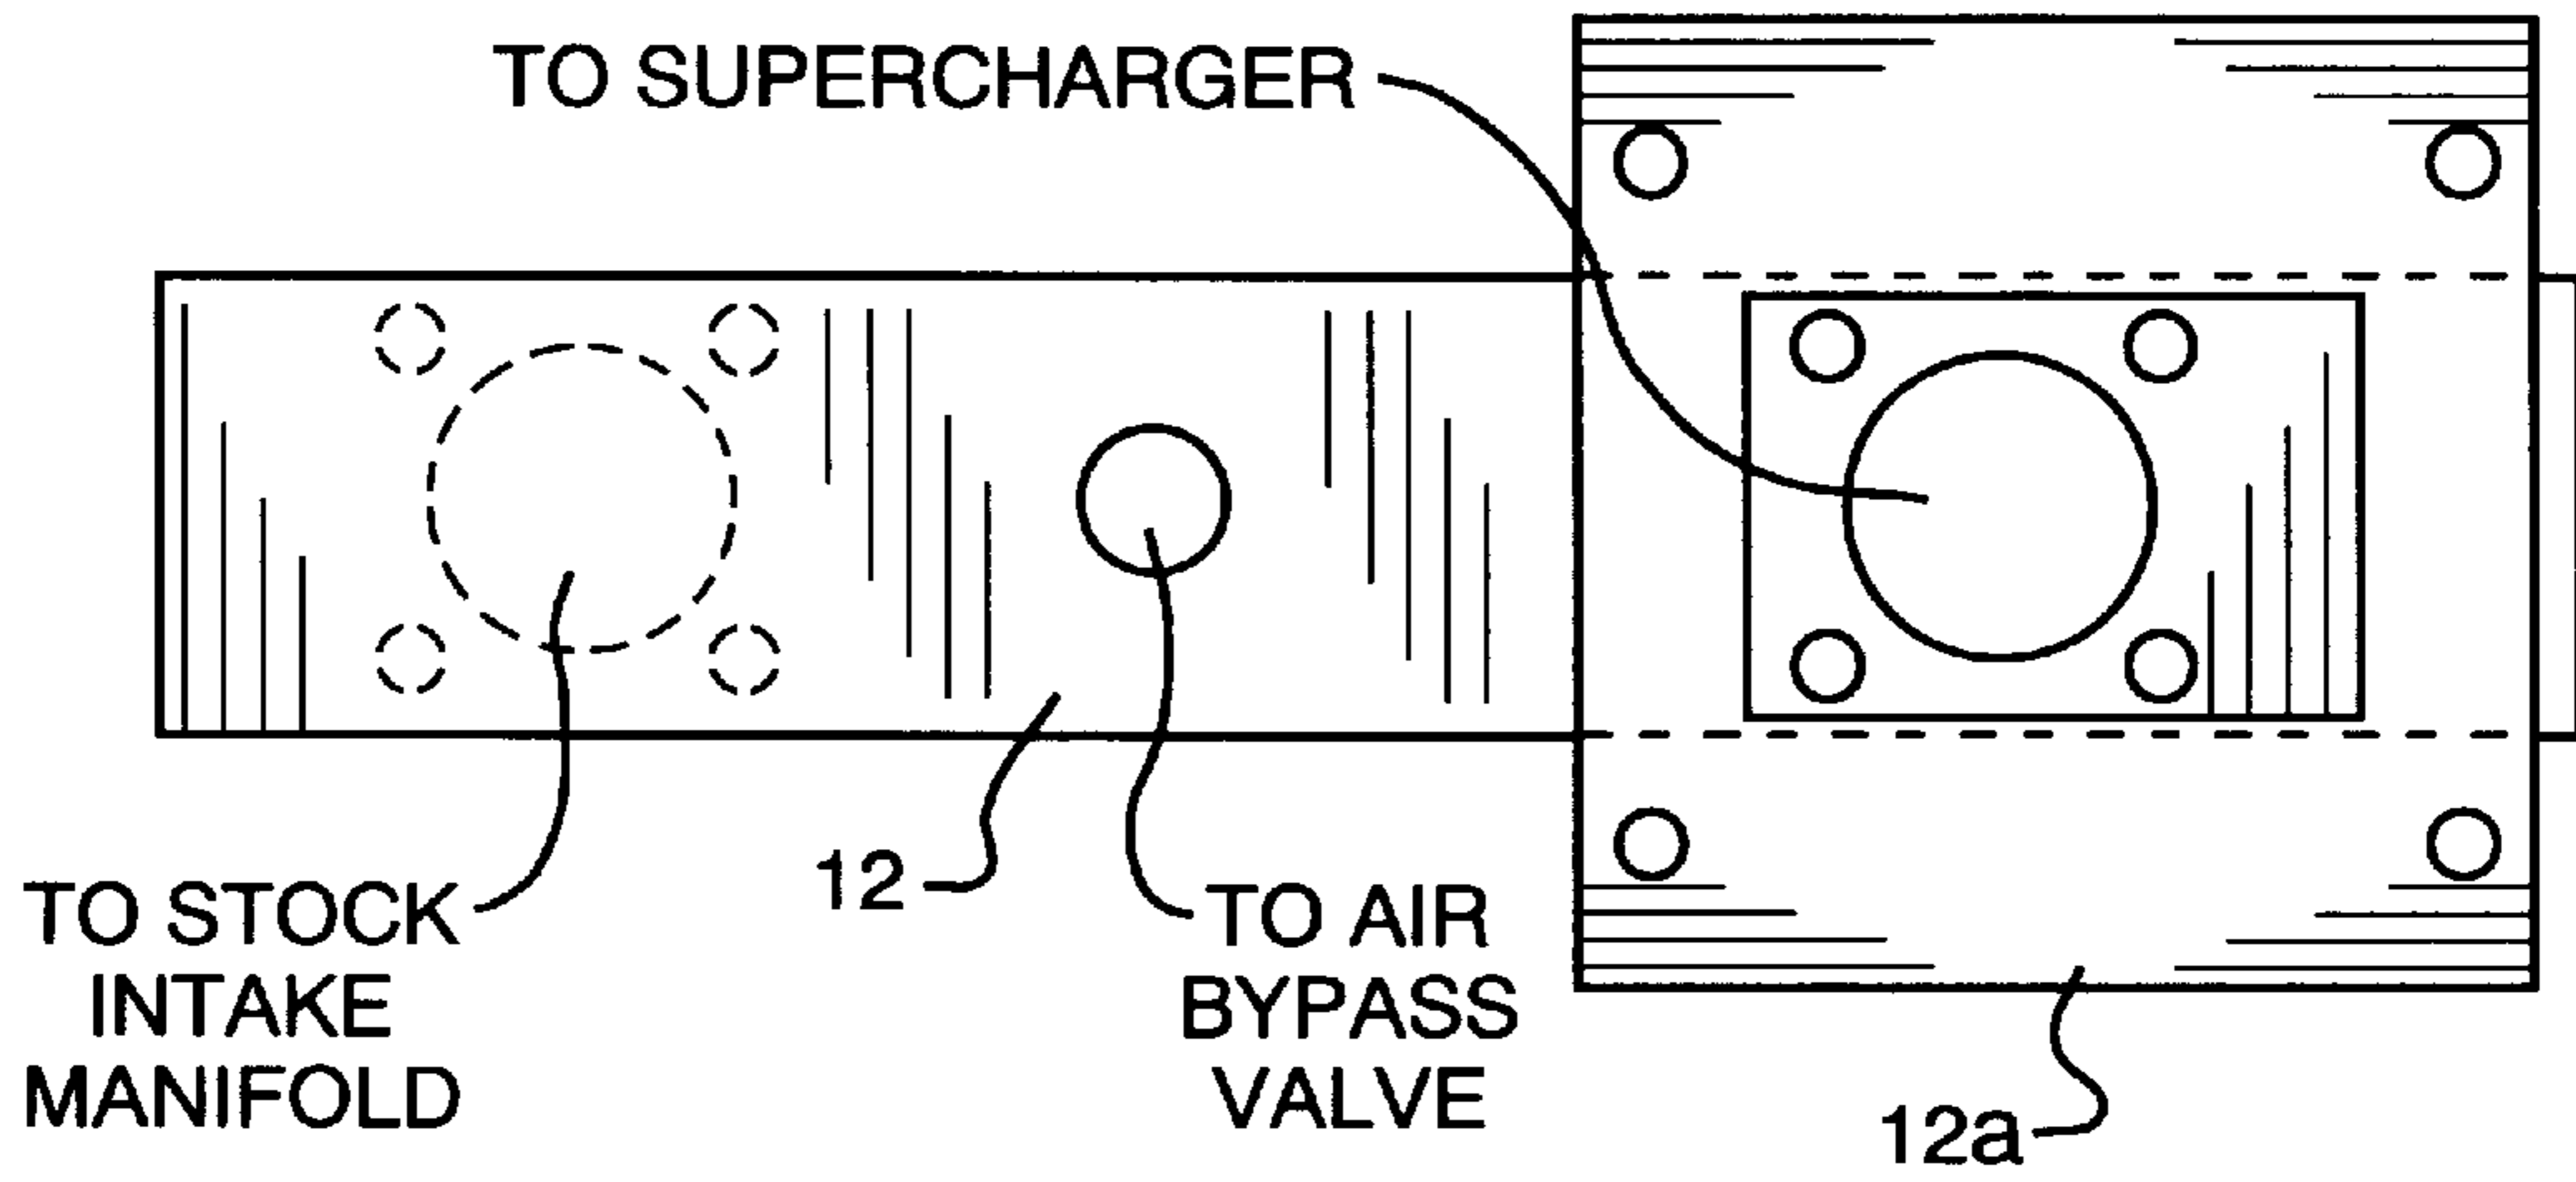 TO SUPERCHARGER
TO STOCK
INTAKE
MANIFOLD
12
TO AIR
BYPASS
VALVE
12a